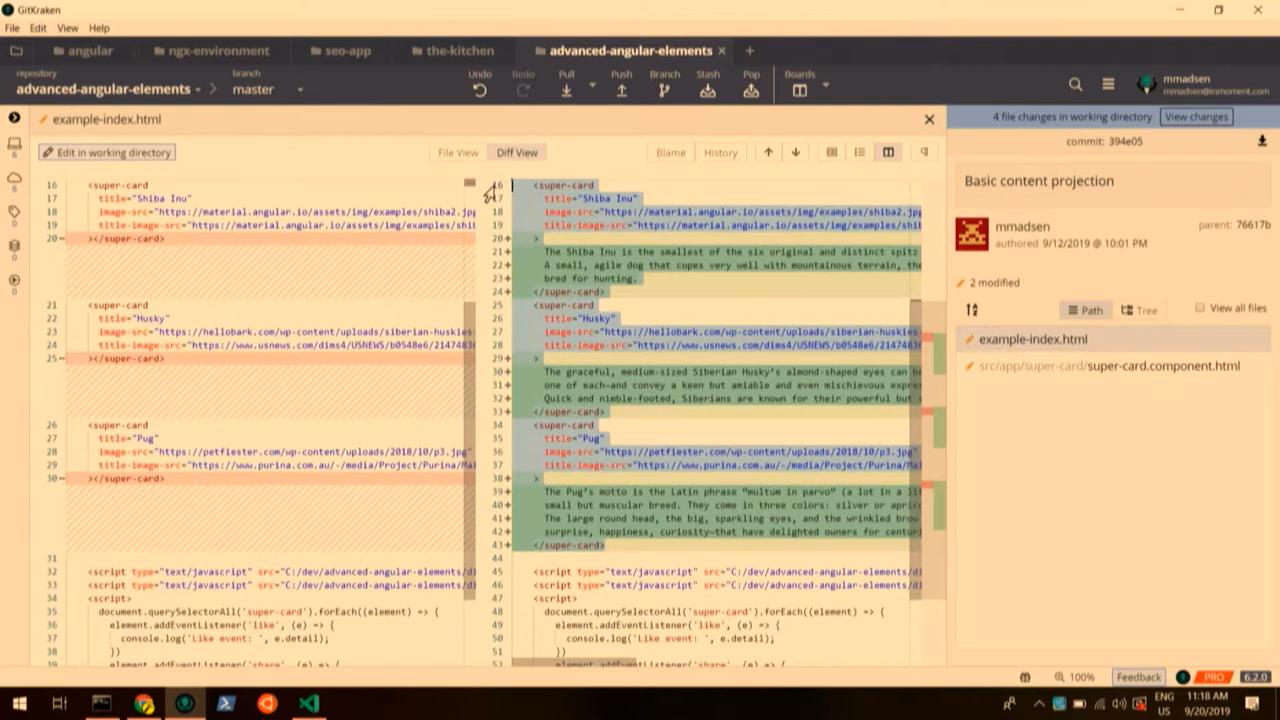 GitKraken
File Edit View Help
angular ngx-environment seo-app the-kitchen advanced-angular-elements
repository
advanced-angular-elements
branch
master
Undo Redo Pull Push Branch Stash Pop Boards
mmadsen
mmadsen@inmoment.com
example-index.html
4 file changes in working directory View changes
commit: 394e05
Edit in working directory
File View Diff View
Blame History
Basic content projection
mmadsen
authored 9/12/2019 @ 10:01 PM
parent: 76617b
2 modified
Path Tree View all files
example-index.html
src/app/super-card/super-card.component.html
16 <super-card
17 title="Shiba Inu"
18 image-src="https://material.angular.io/assets/img/examples/shiba2.jpg
19 title-image-src="https://material.angular.io/assets/img/examples/shit
20- ></super-card>
21 <super-card
22 title="Husky"
23 image-src="https://hellobark.com/wp-content/uploads/siberian-huskies-
24 title-image-src="https://www.usnews.com/dims4/USNEWS/b0548e6/2147483
25- ></super-card>
26 <super-card
27 title="Pug"
28 image-src="https://petfiester.com/wp-content/uploads/2018/10/p3.jpg"
29 title-image-src="https://www.purina.com.au/-/media/Project/Purina/Mai
30- ></super-card>
31
32 <script type="text/javascript" src="C:/dev/advanced-angular-elements/di
33 <script type="text/javascript" src="C:/dev/advanced-angular-elements/di
34 <script>
35 document.querySelectorAll('super-card').forEach((element) => {
36 element.addEventListener('like', (e) => {
37 console.log('Like event: ', e.detail);
38 })
39 element.addEventListener('share', (e) => {
16 <super-card
17 title="Shiba Inu"
18 image-src="https://material.angular.io/assets/img/examples/shiba2.jpg
19 title-image-src="https://material.angular.io/assets/img/examples/shit
20+ >
21+ The Shiba Inu is the smallest of the six original and distinct spitz
22+ A small, agile dog that copes very well with mountainous terrain, the
23+ bred for hunting.
24+ </super-card>
25 <super-card
26 title="Husky"
27 image-src="https://hellobark.com/wp-content/uploads/siberian-huskies-
28 title-image-src="https://www.usnews.com/dims4/USNEWS/b0548e6/2147483
29+ >
30+ The graceful, medium-sized Siberian Husky's almond-shaped eyes can be
31+ one of each—and convey a keen but amiable and even mischievous expre
32+ Quick and nimble-footed, Siberians are known for their powerful but
33+ </super-card>
34 <super-card
35 title="Pug"
36 image-src="https://petfiester.com/wp-content/uploads/2018/10/p3.jpg"
37 title-image-src="https://www.purina.com.au/-/media/Project/Purina/Mai
38+ >
39+ The Pug's motto is the Latin phrase "multum in parvo" (a lot in a lit
40+ small but muscular breed. They come in three colors: silver or aprico
41+ The large round head, the big, sparkling eyes, and the wrinkled brow
42+ surprise, happiness, curiosity—that have delighted owners for centur
43+ </super-card>
44
45 <script type="text/javascript" src="C:/dev/advanced-angular-elements/di
46 <script type="text/javascript" src="C:/dev/advanced-angular-elements/di
47 <script>
48 document.querySelectorAll('super-card').forEach((element) => {
49 element.addEventListener('like', (e) => {
50 console.log('Like event: ', e.detail);
51 })
52 element.addEventListener('share', (e) => {
100% Feedback PRO 6.2.0
ENG
US
11:18 AM
9/20/2019